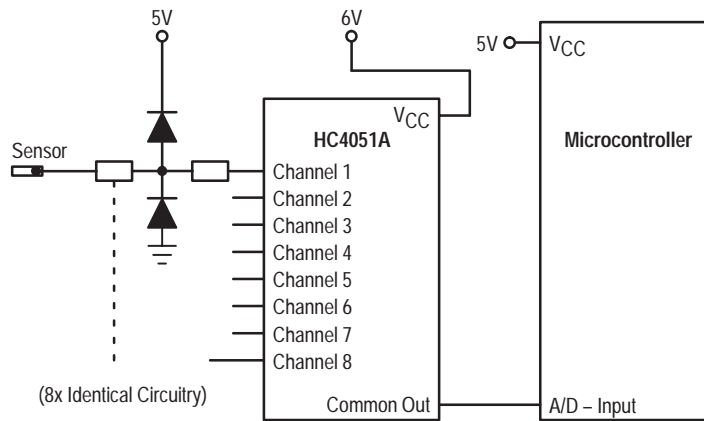 5V
6V
5V
VCC
VCC
HC4051A
Microcontroller
Sensor
Channel 1
Channel 2
Channel 3
Channel 4
Channel 5
Channel 6
Channel 7
Channel 8
(8x Identical Circuitry)
Common Out
A/D – Input